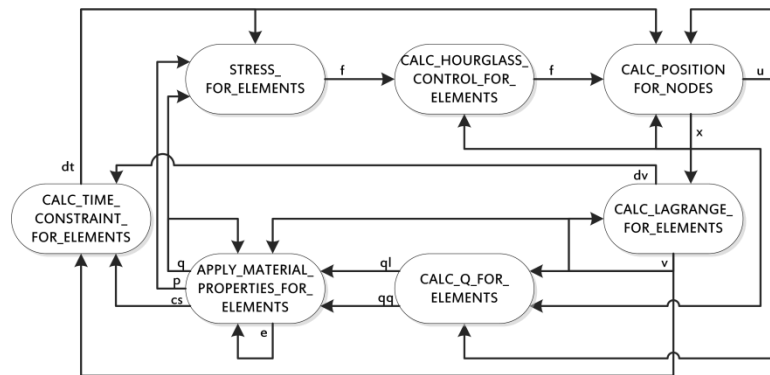 STRESS_
FOR_ELEMENTS
f
CALC_HOURGLASS_
CONTROL_FOR_
ELEMENTS
f
CALC_POSITION
FOR_NODES
u
x
dt
dv
CALC_TIME_
CONSTRAINT_
FOR_ELEMENTS
CALC_LAGRANGE_
FOR_ELEMENTS
q
p
cs
APPLY_MATERIAL_
PROPERTIES_FOR_
ELEMENTS
e
ql
qq
CALC_Q_FOR_
ELEMENTS
v